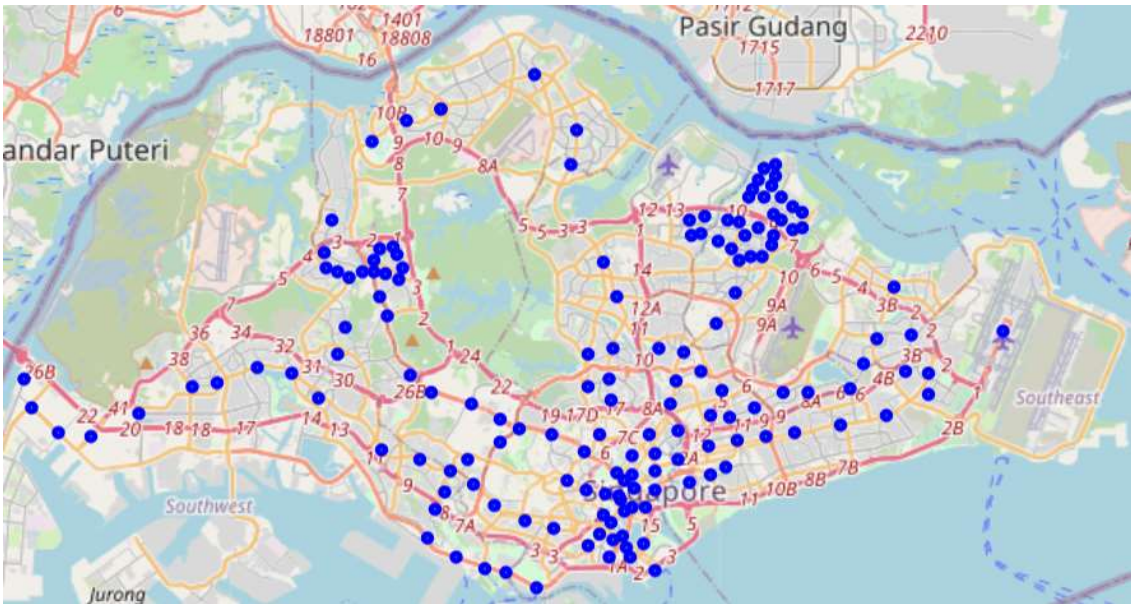 6
1401
18801
18808
16
Pasir Gudang
1715
1717
2210
andar Puteri
10B
9
8
10
9
8A
7
5
5
3
3
12
13
10
1
3
2
1
4
5
7
36
34
38
32
31
30
3
2
1
24
26B
22
14
12A
11
10
7
10
9A
9A
6
5
4
3B
2
2
3B
4B
2
1
Southeast
2B
26B
22
41
20
18
18
17
14
13
11
9
8
7A
19
17D
17
8A
7C
6
5
6
12
11
9
9
8A
6
6
2A
Singapore
7B
8B
10B
11
15
5
3
3
3
1A
2
Southwest
Jurong